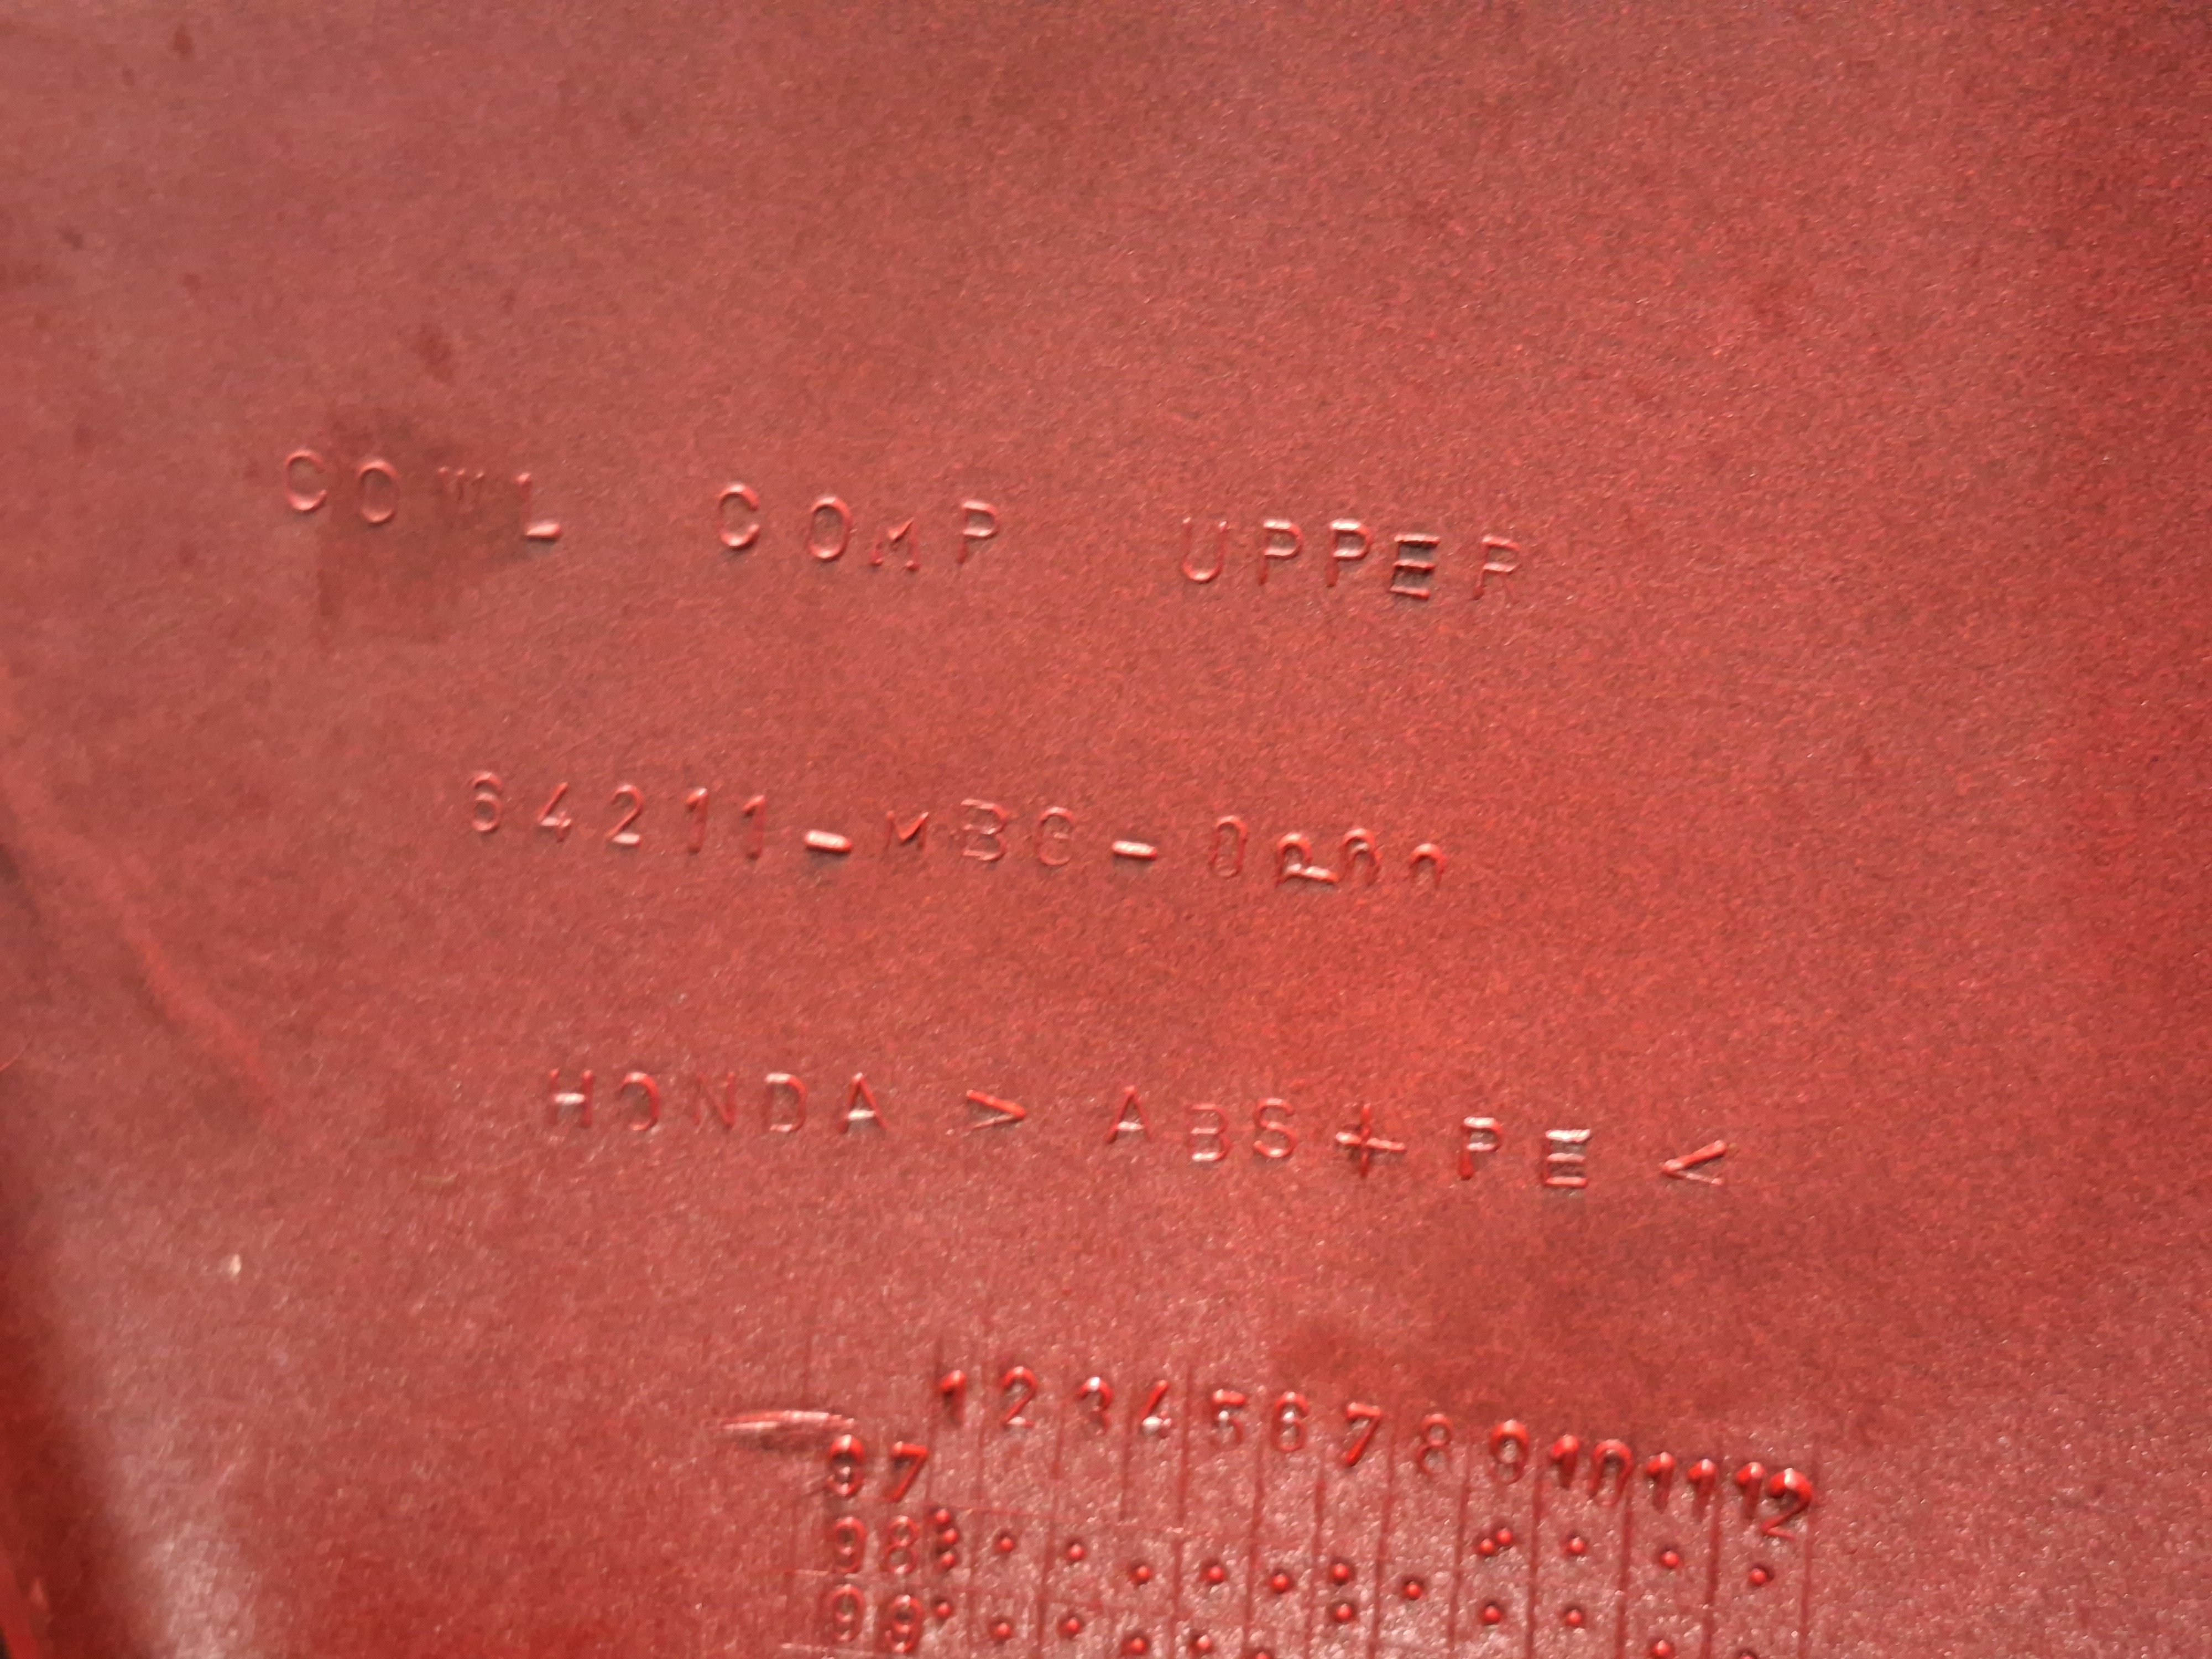 COWL COMP UPPER
HONDA > ABS + PE <
1 2 3 4 5 6 7 8 9 10 11 12
97
98
99